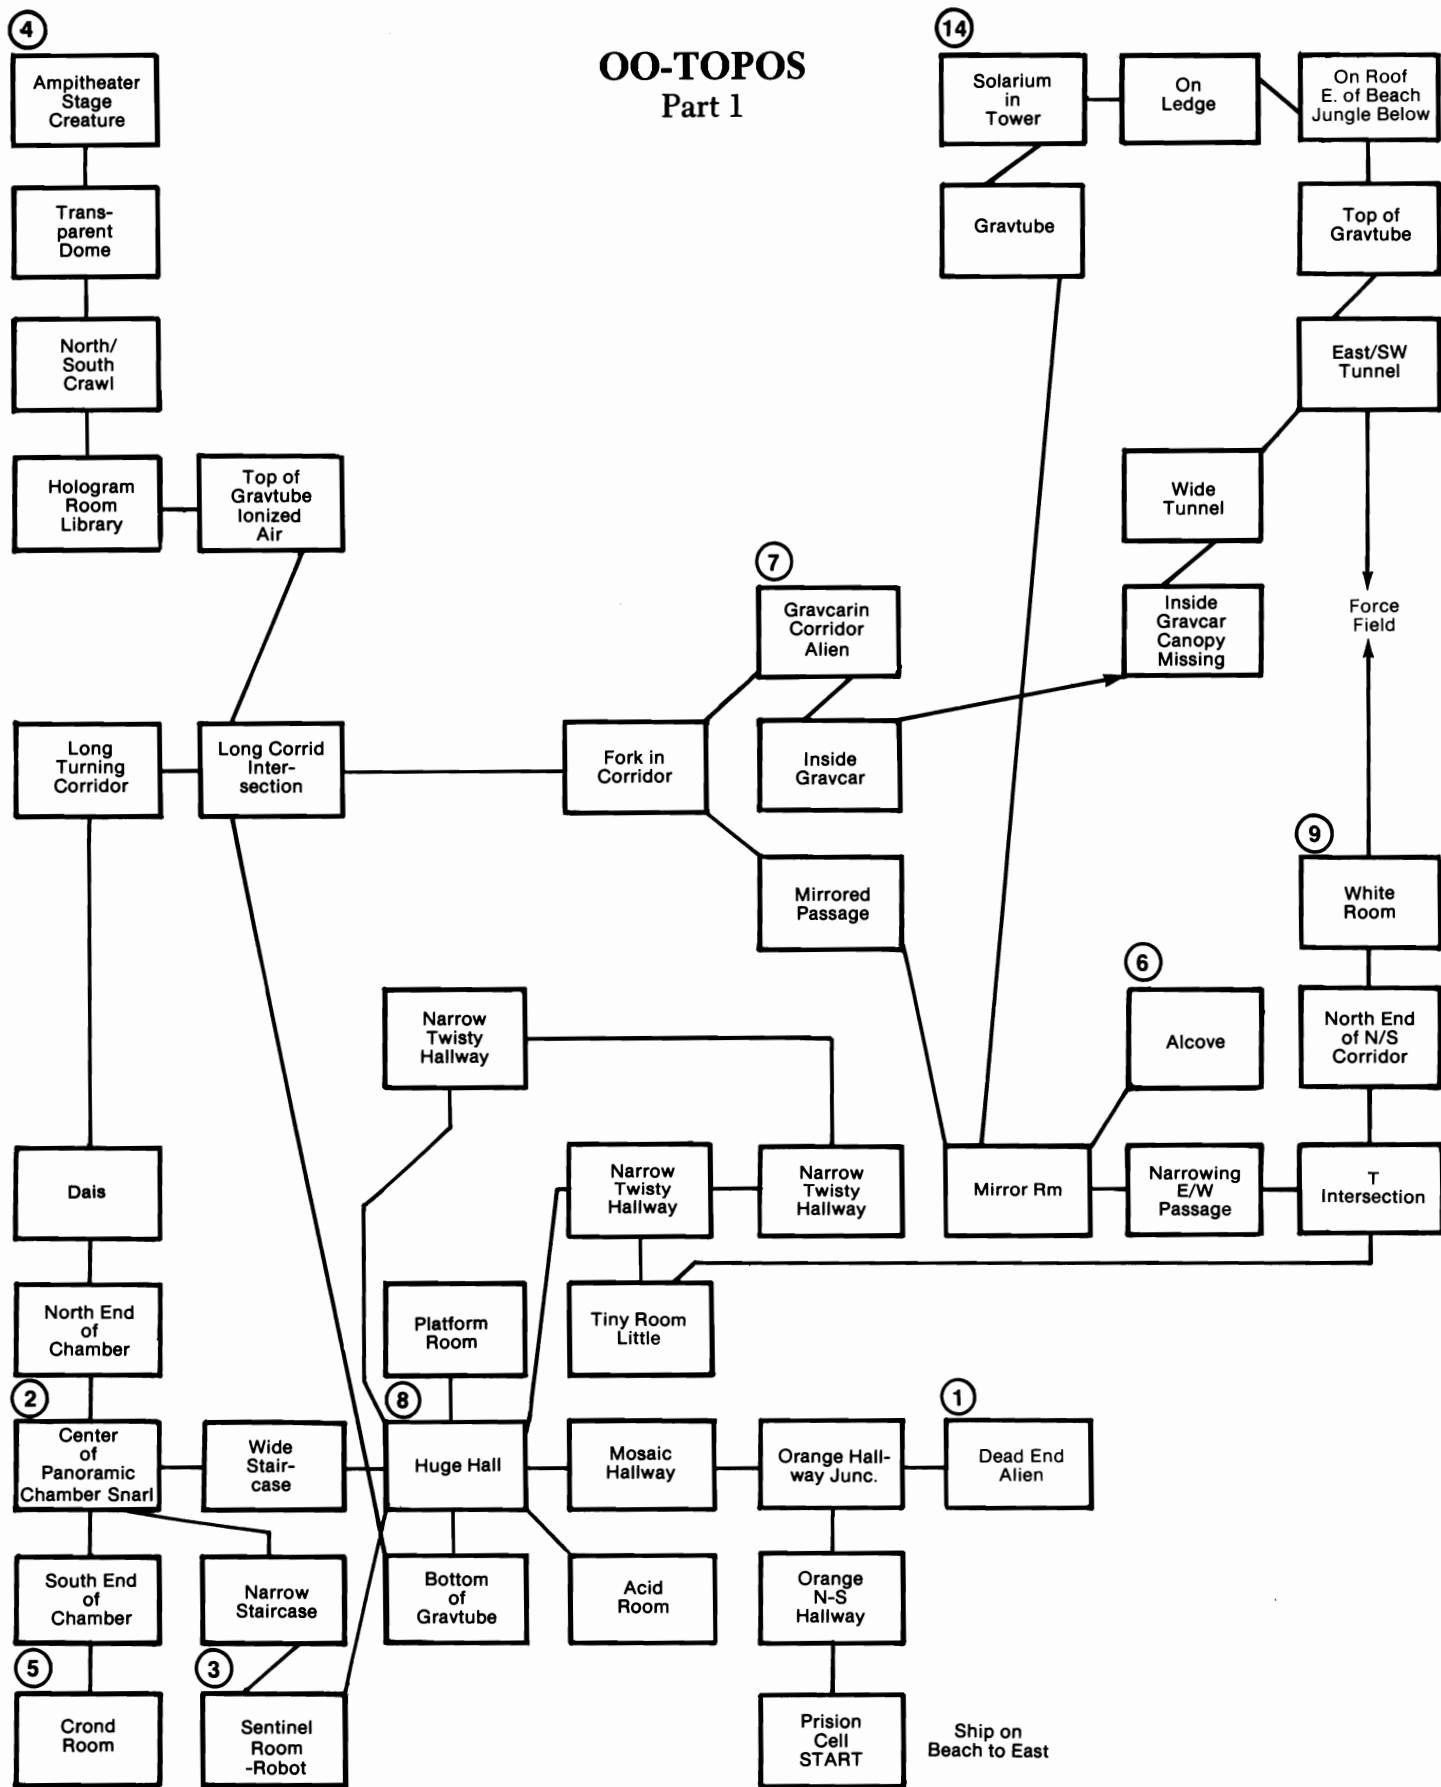 4
14
OO-TOPOS
Part 1
Ampitheater
Stage
Creature
Solarium
in
Tower
On
Ledge
On Roof
E. of Beach
Jungle Below
Trans-
parent
Dome
Gravtube
Top of
Gravtube
North/
South
Crawl
East/SW
Tunnel
Hologram
Room
Library
Top of
Gravtube
Ionized
Air
Wide
Tunnel
7
Gravcarin
Corridor
Alien
Inside
Gravcar
Canopy
Missing
Force
Field
Long
Turning
Corridor
Long Corrid
Inter-
section
Fork in
Corridor
Inside
Gravcar
9
Mirrored
Passage
White
Room
6
Narrow
Twisty
Hallway
Alcove
North End
of N/S
Corridor
Dais
Narrow
Twisty
Hallway
Narrow
Twisty
Hallway
Mirror Rm
Narrowing
E/W
Passage
T
Intersection
North End
of
Chamber
Platform
Room
Tiny Room
Little
2
8
1
Center
of
Panoramic
Chamber Snarl
Wide
Stair-
case
Huge Hall
Mosaic
Hallway
Orange Hall-
way Junc.
Dead End
Alien
South End
of
Chamber
Narrow
Staircase
Bottom
of
Gravtube
Acid
Room
Orange
N-S
Hallway
5
3
Crond
Room
Sentinel
Room
-Robot
Prision
Cell
START
Ship on
Beach to East